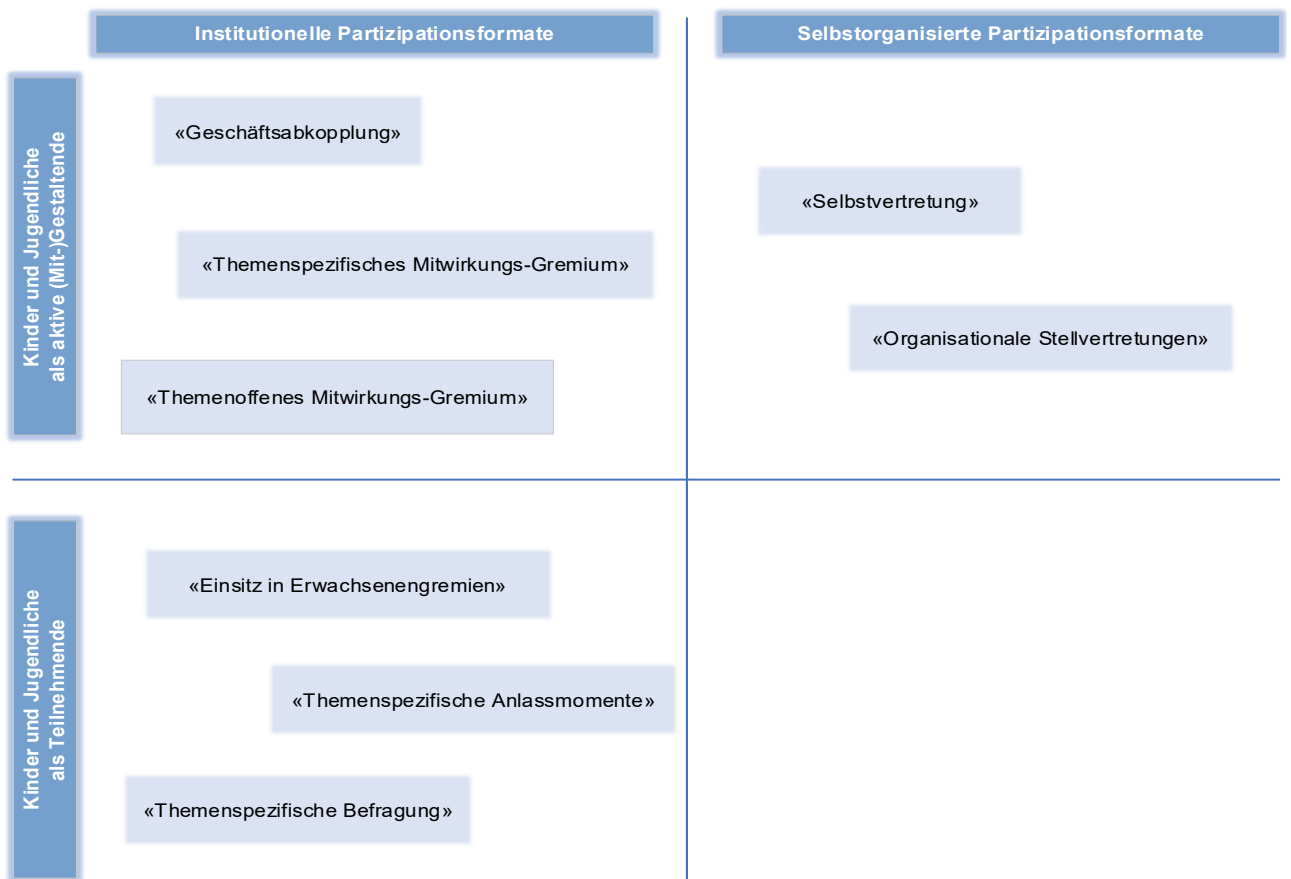 Institutionelle Partizipationsformate
Selbstorganisierte Partizipationsformate
Kinder und Jugendliche
als aktive (Mit-)Gestaltende
«Geschäftsabkopplung»
«Themenspezifisches Mitwirkungs-Gremium»
«Themenoffenes Mitwirkungs-Gremium»
«Selbstvertretung»
«Organisationale Stellvertretungen»
Kinder und Jugendliche
als Teilnehmende
«Einsitz in Erwachsenengremien»
«Themenspezifische Anlassmomente»
«Themenspezifische Befragung»